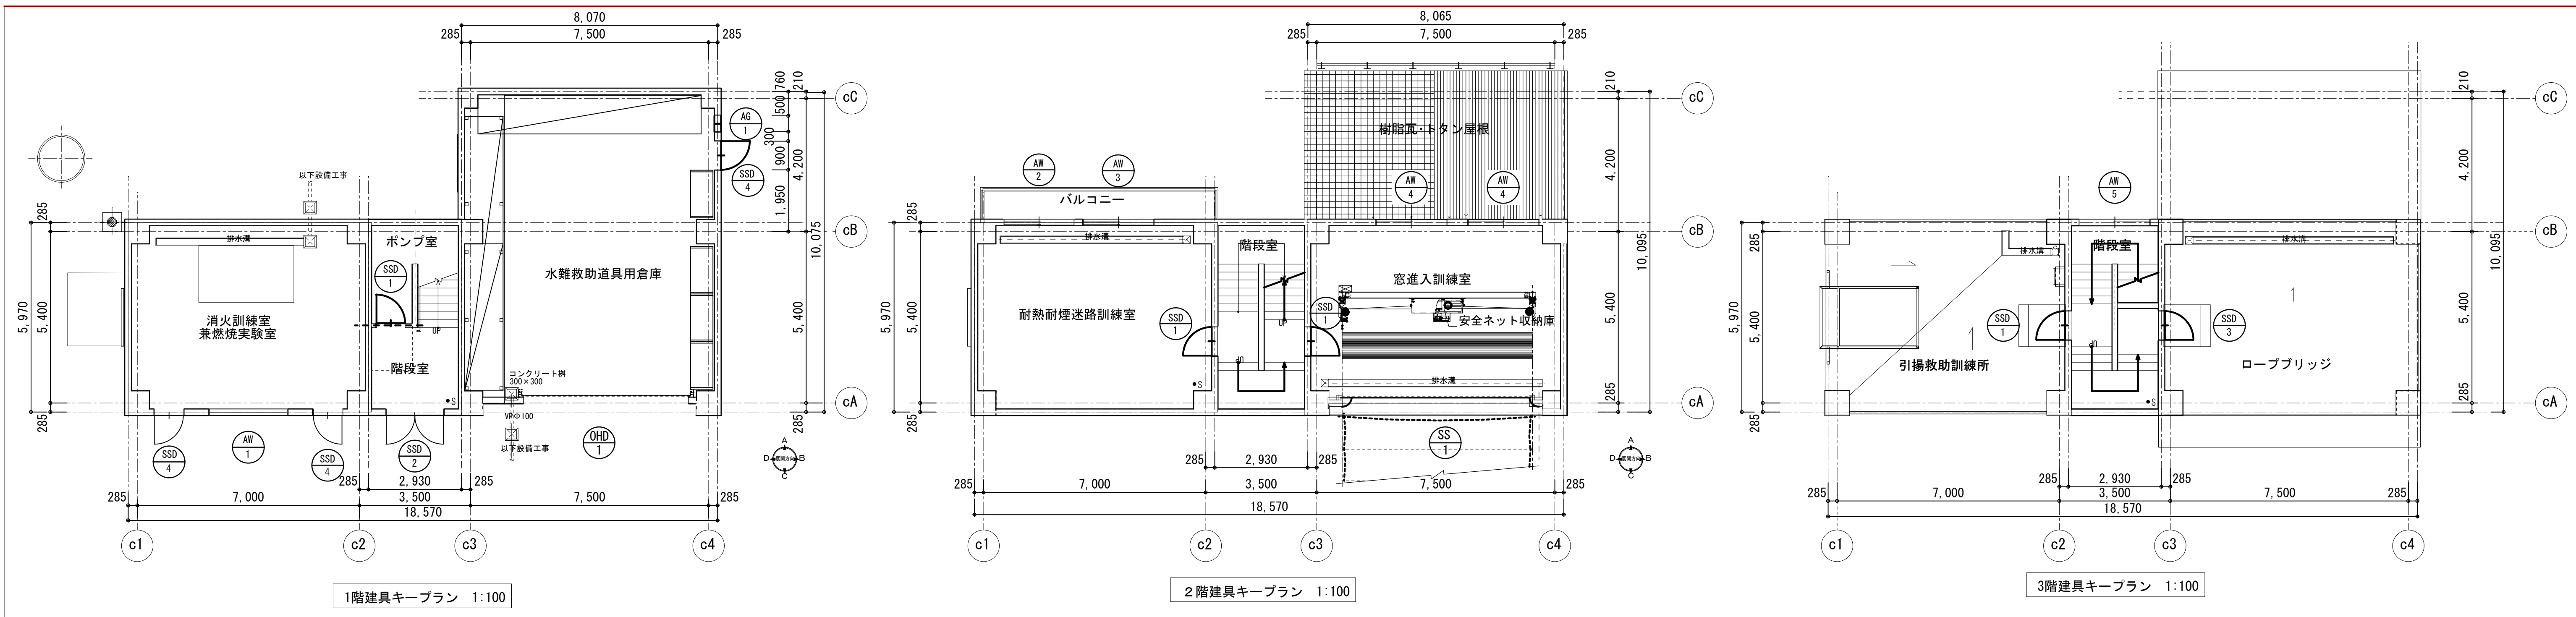 8,070
285
7,500
285
760
210
500
300
900
4,200
1,950
10,075
5,400
285
cC
cB
cA
AG
1
SSD
4
以下設備工事
285
5,970
5,400
285
排水溝
ポンプ室
SSD
1
UP
水難救助道具用倉庫
消火訓練室
兼燃焼実験室
階段室
S
コンクリート桝
300×300
VPΦ100
以下設備工事
SSD
4
AW
1
SSD
4
SSD
2
OHD
1
A
D
展開方向
B
C
285
2,930
285
285
7,000
3,500
7,500
285
18,570
c1
c2
c3
c4
1階建具キープラン 1:100
8,065
285
7,500
285
210
4,200
10,095
5,400
285
cC
cB
cA
樹脂瓦･トタン屋根
AW
2
AW
3
AW
4
AW
4
バルコニー
285
5,970
5,400
285
排水溝
階段室
窓進入訓練室
耐熱耐煙迷路訓練室
SSD
1
SSD
1
安全ネット収納庫
UP
UP
排水溝
S
SS
1
A
D
展開方向
B
C
285
2,930
285
285
7,000
3,500
7,500
285
18,570
c1
c2
c3
c4
2階建具キープラン 1:100
210
4,200
10,095
5,400
285
cC
cB
cA
AW
5
285
5,970
5,400
285
排水溝
階段室
排水溝
SSD
1
SSD
3
UP
引揚救助訓練所
ロープブリッジ
S
285
2,930
285
285
7,000
3,500
7,500
285
18,570
c1
c2
c3
c4
3階建具キープラン 1:100